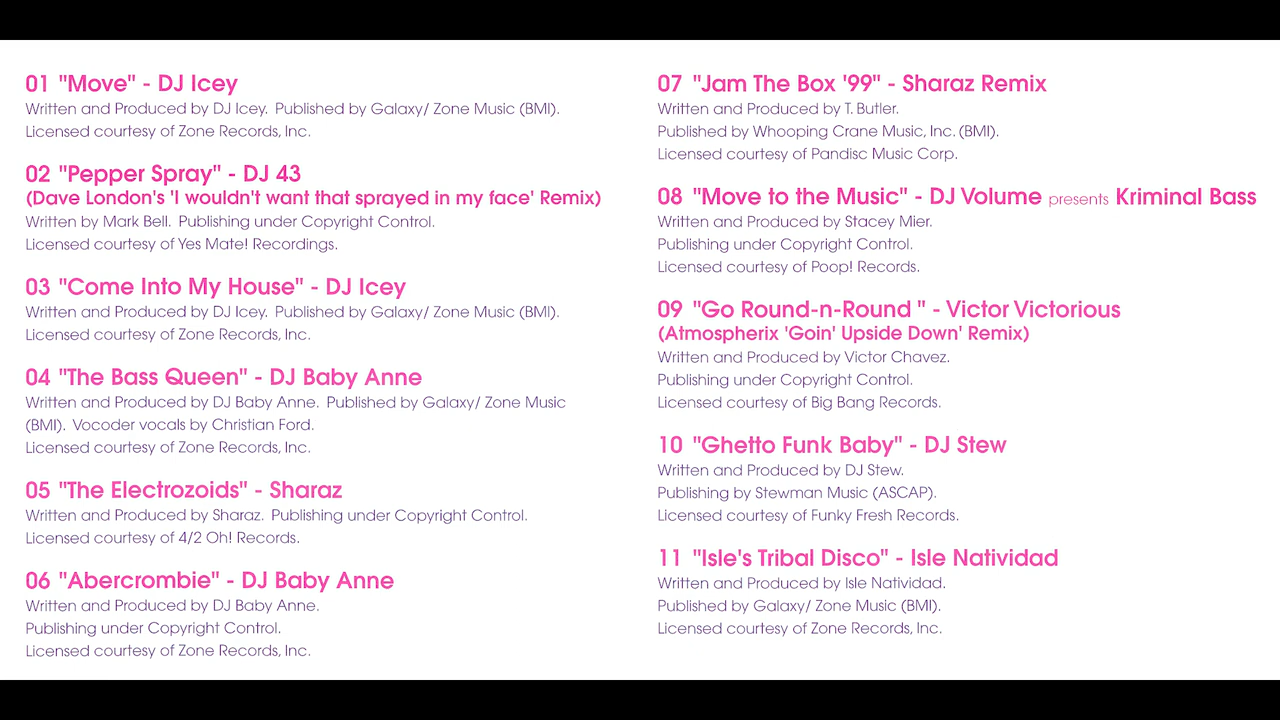 01 "Move" - DJ Icey
Written and Produced by DJ Icey. Published by Galaxy/ Zone Music (BMI).
Licensed courtesy of Zone Records, Inc.
02 "Pepper Spray" - DJ 43
(Dave London's 'I wouldn't want that sprayed in my face' Remix)
Written by Mark Bell. Publishing under Copyright Control.
Licensed courtesy of Yes Mate! Recordings.
03 "Come Into My House" - DJ Icey
Written and Produced by DJ Icey. Published by Galaxy/ Zone Music (BMI).
Licensed courtesy of Zone Records, Inc.
04 "The Bass Queen" - DJ Baby Anne
Written and Produced by DJ Baby Anne. Published by Galaxy/ Zone Music
(BMI). Vocoder vocals by Christian Ford.
Licensed courtesy of Zone Records, Inc.
05 "The Electrozoids" - Sharaz
Written and Produced by Sharaz. Publishing under Copyright Control.
Licensed courtesy of 4/2 Oh! Records.
06 "Abercrombie" - DJ Baby Anne
Written and Produced by DJ Baby Anne.
Publishing under Copyright Control.
Licensed courtesy of Zone Records, Inc.
07 "Jam The Box '99" - Sharaz Remix
Written and Produced by T. Butler.
Published by Whooping Crane Music, Inc. (BMI).
Licensed courtesy of Pandisc Music Corp.
08 "Move to the Music" - DJ Volume presents Kriminal Bass
Written and Produced by Stacey Mier.
Publishing under Copyright Control.
Licensed courtesy of Poop! Records.
09 "Go Round-n-Round " - Victor Victorious
(Atmospherix 'Goin' Upside Down' Remix)
Written and Produced by Victor Chavez.
Publishing under Copyright Control.
Licensed courtesy of Big Bang Records.
10 "Ghetto Funk Baby" - DJ Stew
Written and Produced by DJ Stew.
Publishing by Stewman Music (ASCAP).
Licensed courtesy of Funky Fresh Records.
11 "Isle's Tribal Disco" - Isle Natividad
Written and Produced by Isle Natividad.
Published by Galaxy/ Zone Music (BMI).
Licensed courtesy of Zone Records, Inc.